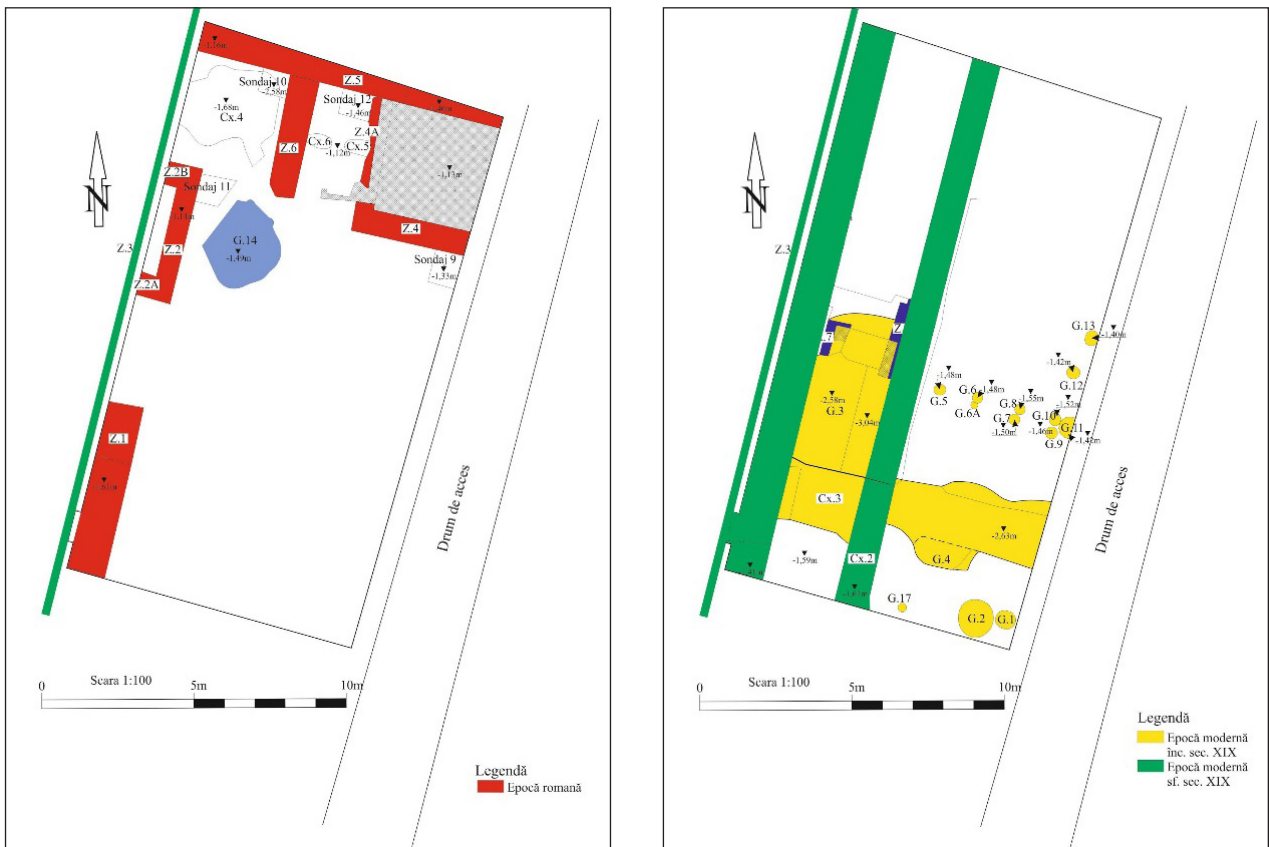 -1,16m
Z.5
Sondaj 10
-2,58m
-1,68m
Cx.4
Sondaj 12
-1,46m
Z.4A
Z.6
Cx.6
Cx.5
-1,12m
-1,13m
Z.2B
Sondaj 11
N
Z.3
Z.2
G.14
-1,49m
Z.4
Sondaj 9
-1,33m
Z.2A
Z.1
Drum de acces
Scara 1:100
0
5m
10m
Legendă
Epocă romană
N
Z.3
G.13
-1,40m
-1,42m
G.12
-1,48m
G.5
G.6
-1,48m
G.6A
-1,55m
G.8
G.7
-1,50m
-1,52m
G.10
-1,46m
G.11
G.9
-1,42m
-2,58m
G.3
-3,04m
Cx.3
-2,63m
G.4
-1,59m
Cx.2
G.17
G.2
G.1
Drum de acces
Scara 1:100
0
5m
10m
Legendă
Epocă modernă
înc. sec. XIX
Epocă modernă
sf. sec. XIX